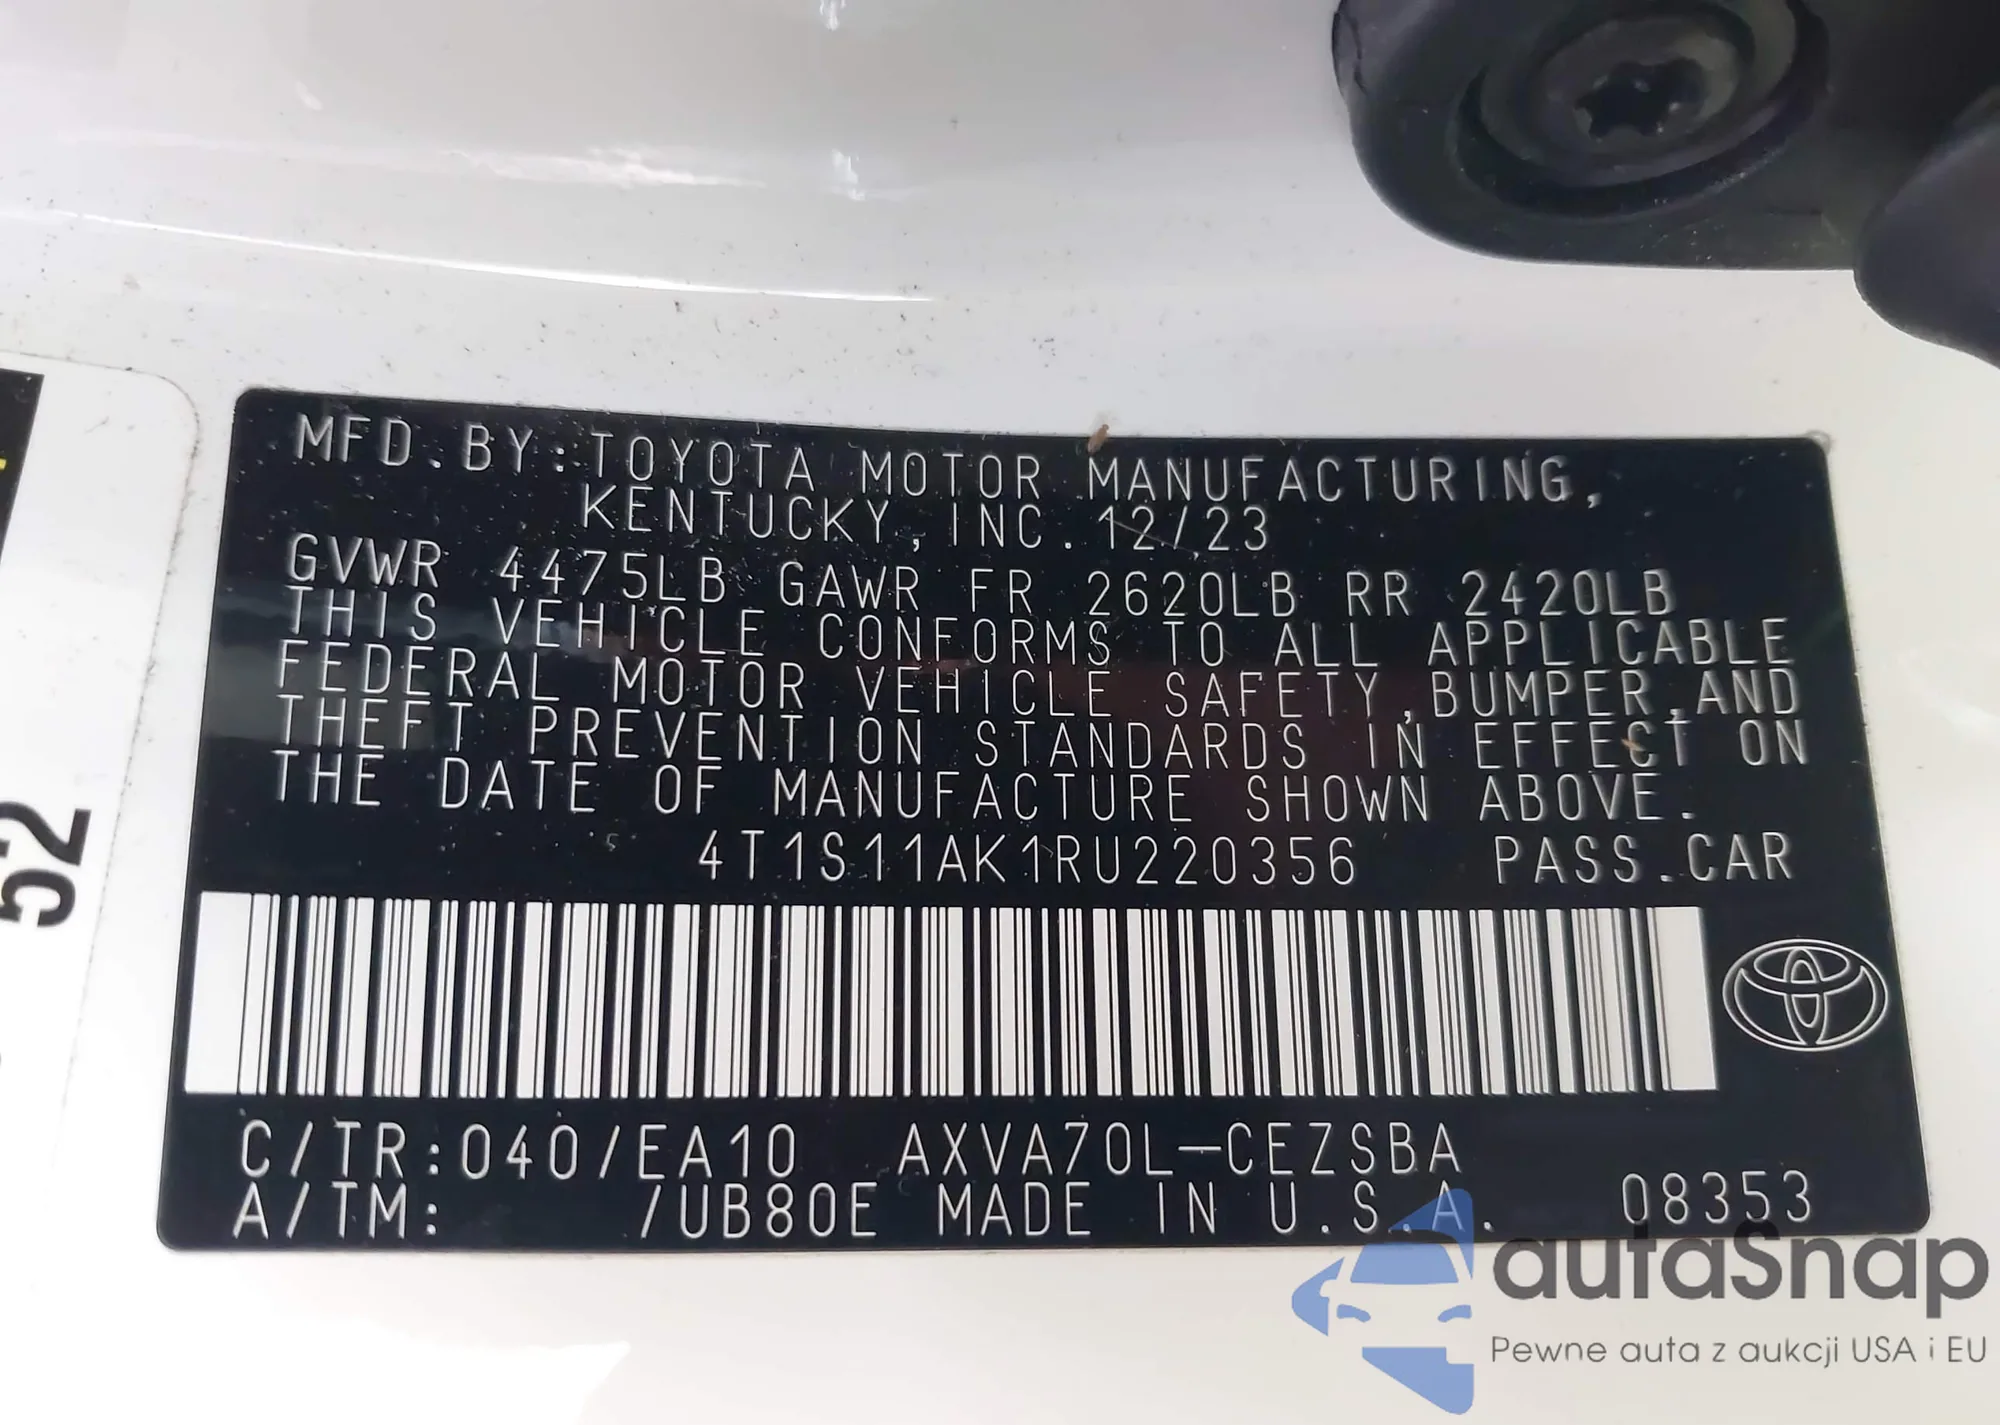 MFD.BY:TOYOTA MOTOR MANUFACTURING,
KENTUCKY, INC. 12/23
GVWR 4475LB GAWR FR 2620LB RR 2420LB
THIS VEHICLE CONFORMS TO ALL APPLICABLE
FEDERAL MOTOR VEHICLE SAFETY,BUMPER,AND
THEFT PREVENTION STANDARDS IN EFFECT ON
THE DATE OF MANUFACTURE SHOWN ABOVE.
4T1S11AK1RU220356 PASS.CAR
C/TR:040/EA10 AXVA70L-CEZSBA
A/TM: /UB80E MADE IN U.S.A. 08353
52
autaSnap
Pewne auta z aukcji USA i EU